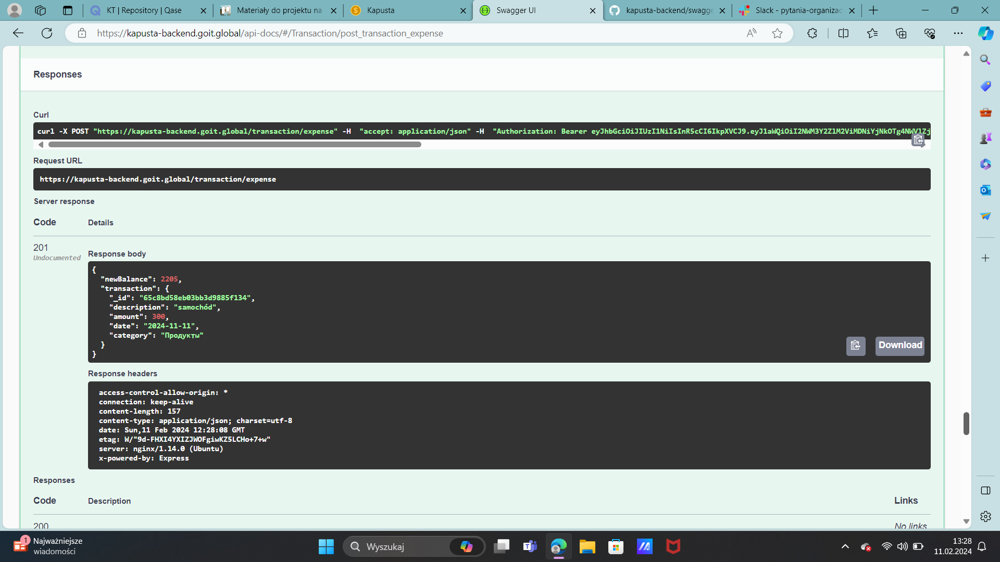 KT | Repository | Qase
Materiały do projektu na
Kapusta
Swagger UI
kapusta-backend/swagge
Slack - pytania-organizac
https://kapusta-backend.goit.global/api-docs/#/Transaction/post_transaction_expense
Responses
Curl
curl -X POST "https://kapusta-backend.goit.global/transaction/expense" -H  "accept: application/json" -H  "Authorization: Bearer eyJhbGciOiJIUzI1NiIsInR5cCI6IkpXVCJ9.eyJ1aWQiOiI2NWM3Y2ZlM2ViMDNiYjNkOTg4NWVlZj
Request URL
https://kapusta-backend.goit.global/transaction/expense
Server response
Code
Details
201
Undocumented
Response body
{
"newBalance": 2205,
"transaction": {
"_id": "65c8bd58eb03bb3d9885f134",
"description": "samochód",
"amount": 300,
"date": "2024-11-11",
"category": "Продукты"
}
}
Download
Response headers
access-control-allow-origin: *
connection: keep-alive
content-length: 157
content-type: application/json; charset=utf-8
date: Sun,11 Feb 2024 12:28:08 GMT
etag: W/"9d-FHXI4YXIZJWOFgiwKZ5LCHo+7+w"
server: nginx/1.14.0 (Ubuntu)
x-powered-by: Express
Responses
Code
Description
Links
200
No links
1
Najważniejsze
wiadomości
Wyszukaj
13:28
11.02.2024